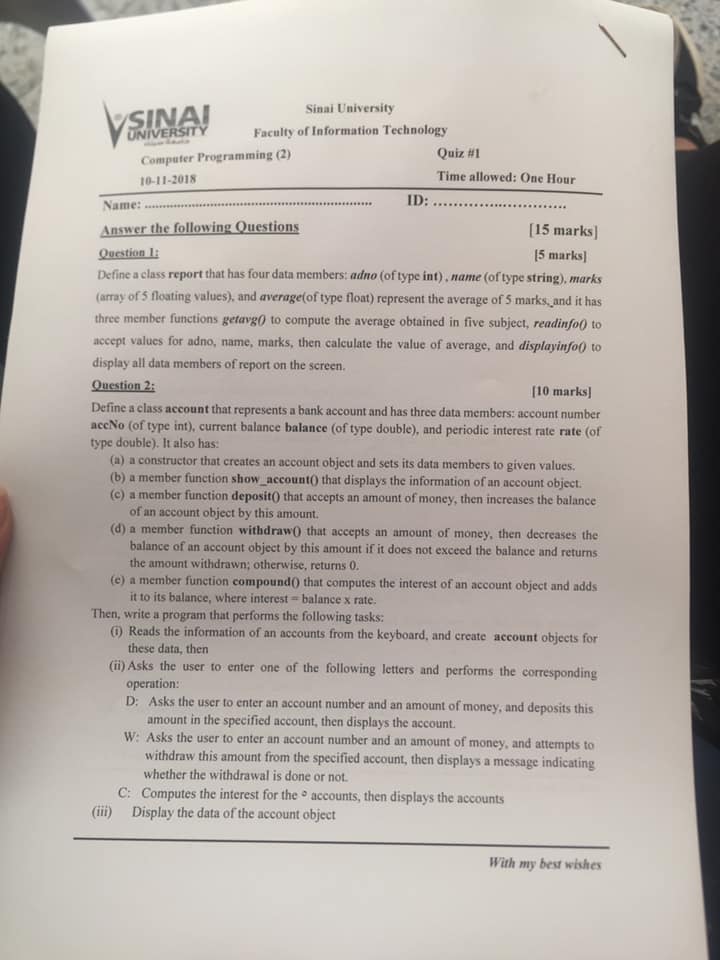 SINAI
UNIVERSITY
Sinai University
Faculty of Information Technology
Computer Programming (2)
Quiz #1
10-11-2018
Time allowed: One Hour
Name: ..................................................................
ID: ..............................
Answer the following Questions
[15 marks]
Question 1:
[5 marks]
Define a class report that has four data members: adno (of type int) , name (of type string), marks
(array of 5 floating values), and average(of type float) represent the average of 5 marks, and it has
three member functions getavg() to compute the average obtained in five subject, readinfo() to
accept values for adno, name, marks, then calculate the value of average, and displayinfo() to
display all data members of report on the screen.
Question 2:
[10 marks]
Define a class account that represents a bank account and has three data members: account number
accNo (of type int), current balance balance (of type double), and periodic interest rate rate (of
type double). It also has:
(a) a constructor that creates an account object and sets its data members to given values.
(b) a member function show_account() that displays the information of an account object.
(c) a member function deposit() that accepts an amount of money, then increases the balance
of an account object by this amount.
(d) a member function withdraw() that accepts an amount of money, then decreases the
balance of an account object by this amount if it does not exceed the balance and returns
the amount withdrawn; otherwise, returns 0.
(e) a member function compound() that computes the interest of an account object and adds
it to its balance, where interest = balance x rate.
Then, write a program that performs the following tasks:
(i) Reads the information of an accounts from the keyboard, and create account objects for
these data, then
(ii) Asks the user to enter one of the following letters and performs the corresponding
operation:
D: Asks the user to enter an account number and an amount of money, and deposits this
amount in the specified account, then displays the account.
W: Asks the user to enter an account number and an amount of money, and attempts to
withdraw this amount from the specified account, then displays a message indicating
whether the withdrawal is done or not.
C: Computes the interest for the ° accounts, then displays the accounts
(iii) Display the data of the account object
With my best wishes